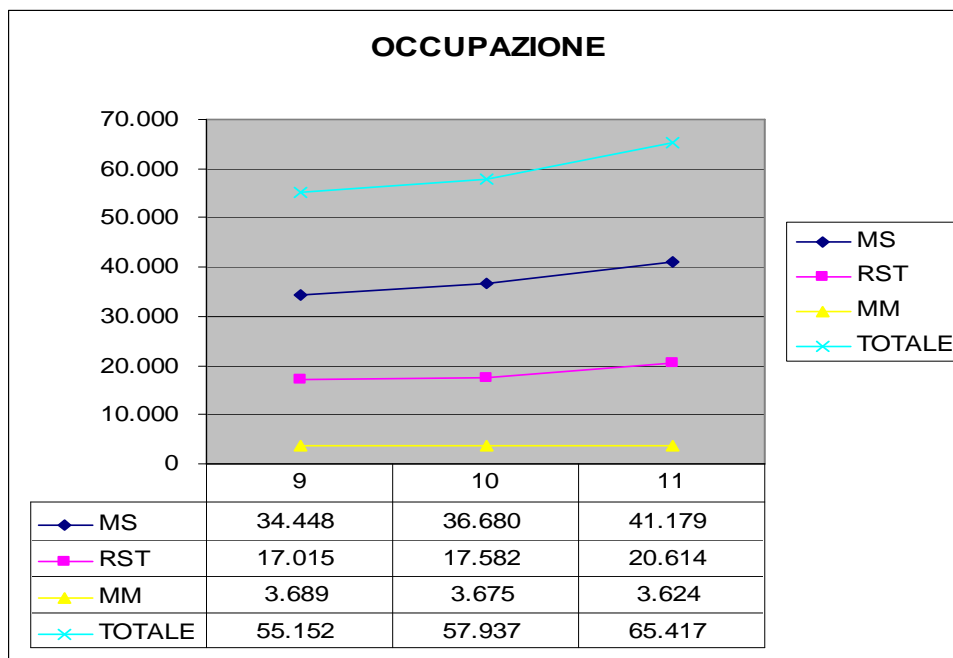 OCCUPAZIONE
70.000
60.000
50.000
40.000
30.000
20.000
10.000
0
MS
RST
MM
TOTALE
9 10 11
MS 34.448 36.680 41.179
RST 17.015 17.582 20.614
MM 3.689 3.675 3.624
TOTALE 55.152 57.937 65.417